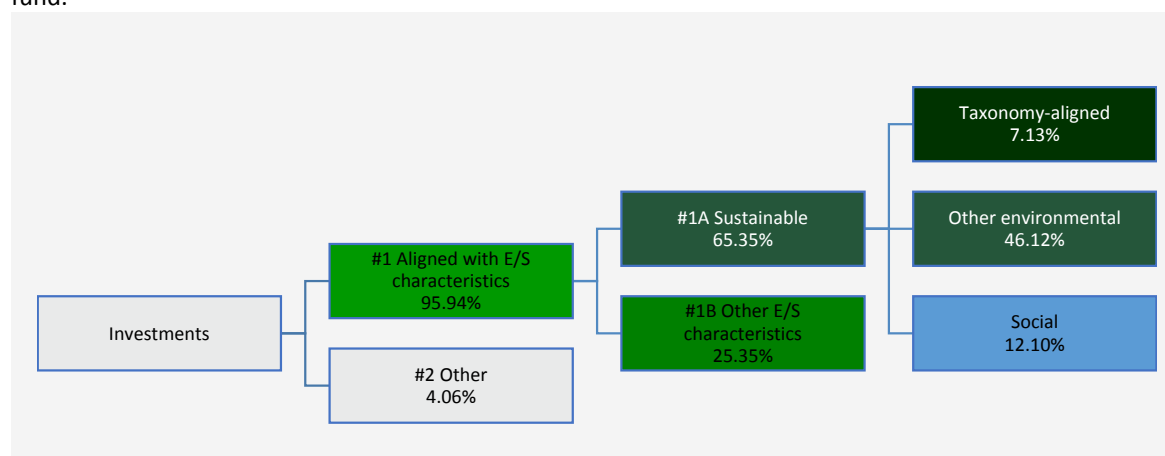 fund.
Investments
#1 Aligned with E/S
characteristics
95.94%
#2 Other
4.06%
#1A Sustainable
65.35%
#1B Other E/S
characteristics
25.35%
Taxonomy-aligned
7.13%
Other environmental
46.12%
Social
12.10%